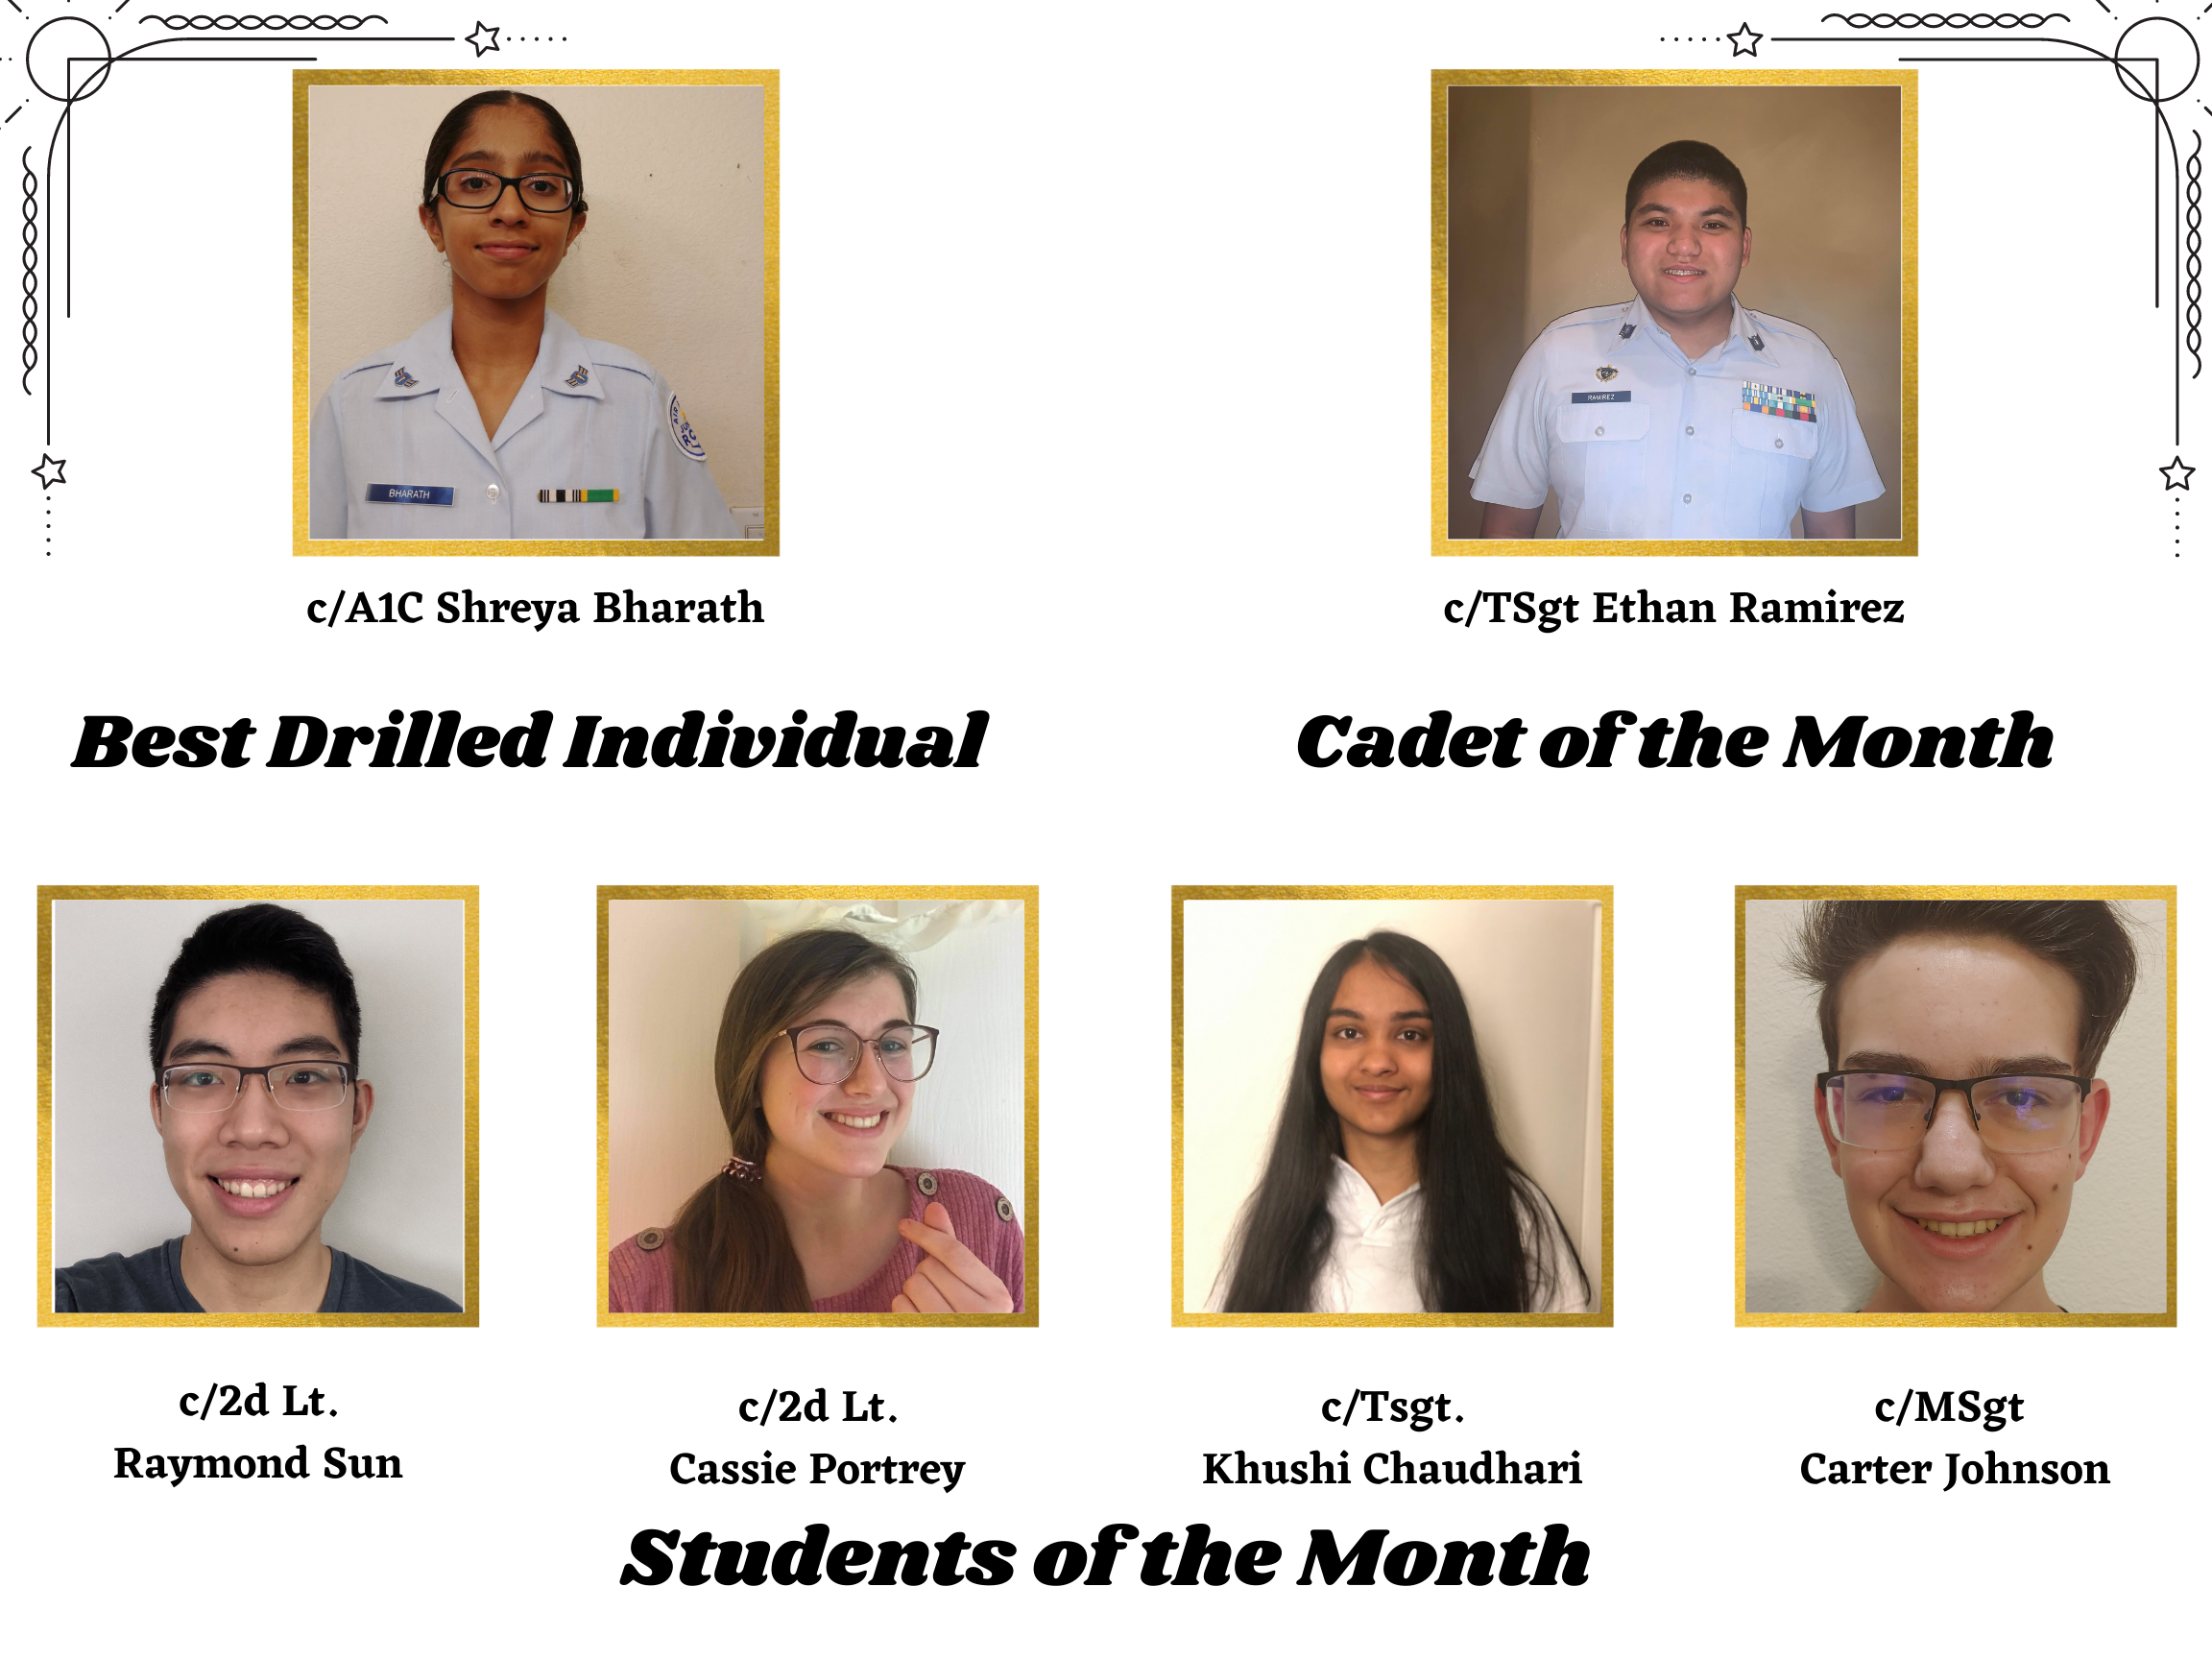 BHARATH
RAMIREZ
c/A1C Shreya Bharath
c/TSgt Ethan Ramirez
Best Drilled Individual
Cadet of the Month
c/2d Lt.
Raymond Sun
c/2d Lt.
Cassie Portrey
c/Tsgt.
Khushi Chaudhari
c/MSgt
Carter Johnson
Students of the Month